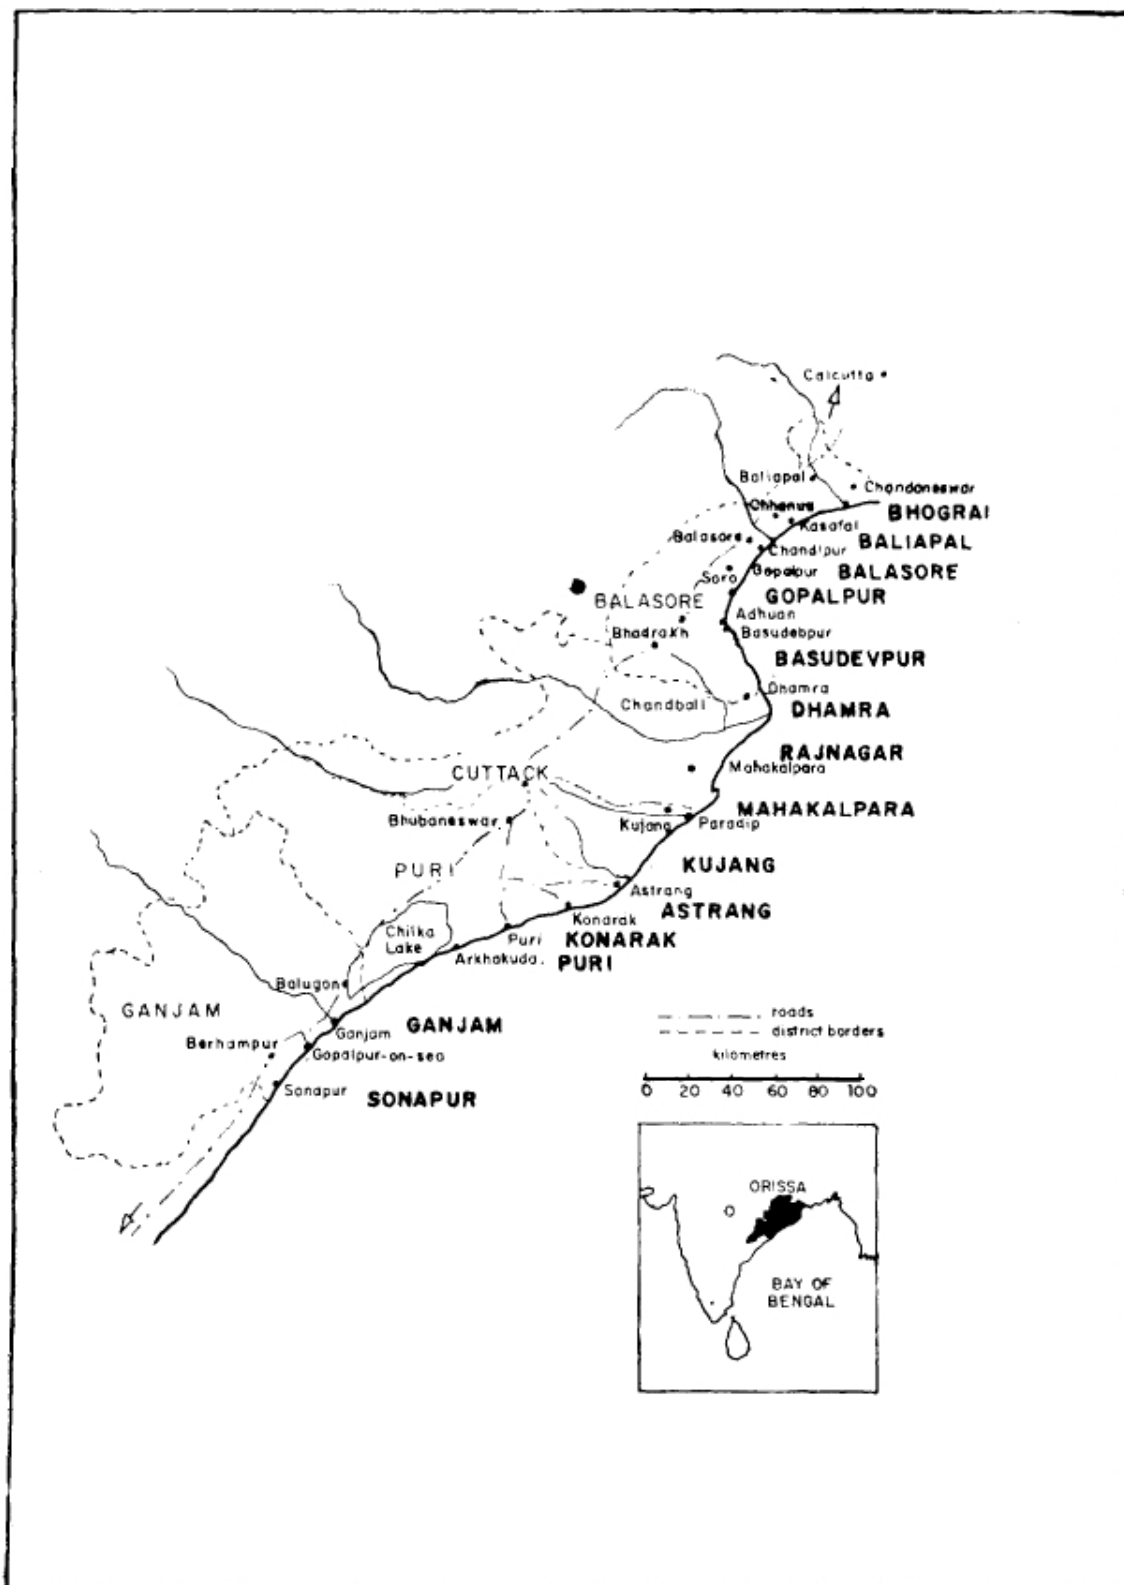 Calcutta
Baliapal
Chandaneswar
Chhanua
BHOGRAI
Kasafal
Balasore
BALIAPAL
Chandipur
Gopalpur
BALASORE
Soro
GOPALPUR
BALASORE
Adhuan
Bhadrakh
Basudebpur
BASUDEVPUR
Dhamra
Chandbali
DHAMRA
RAJNAGAR
Mahakalpara
CUTTACK
MAHAKALPARA
Bhubaneswar
Kujang
Paradip
KUJANG
PURI
Astrang
ASTRANG
Konarak
Chilka
Lake
Puri
KONARAK
Arkhakuda.
PURI
Balugon
GANJAM
GANJAM
Ganjam
Berhampur
Gopalpur-on-sea
Sonapur
SONAPUR
roads
district borders
kilometres
0 20 40 60 80 100
ORISSA
BAY OF
BENGAL